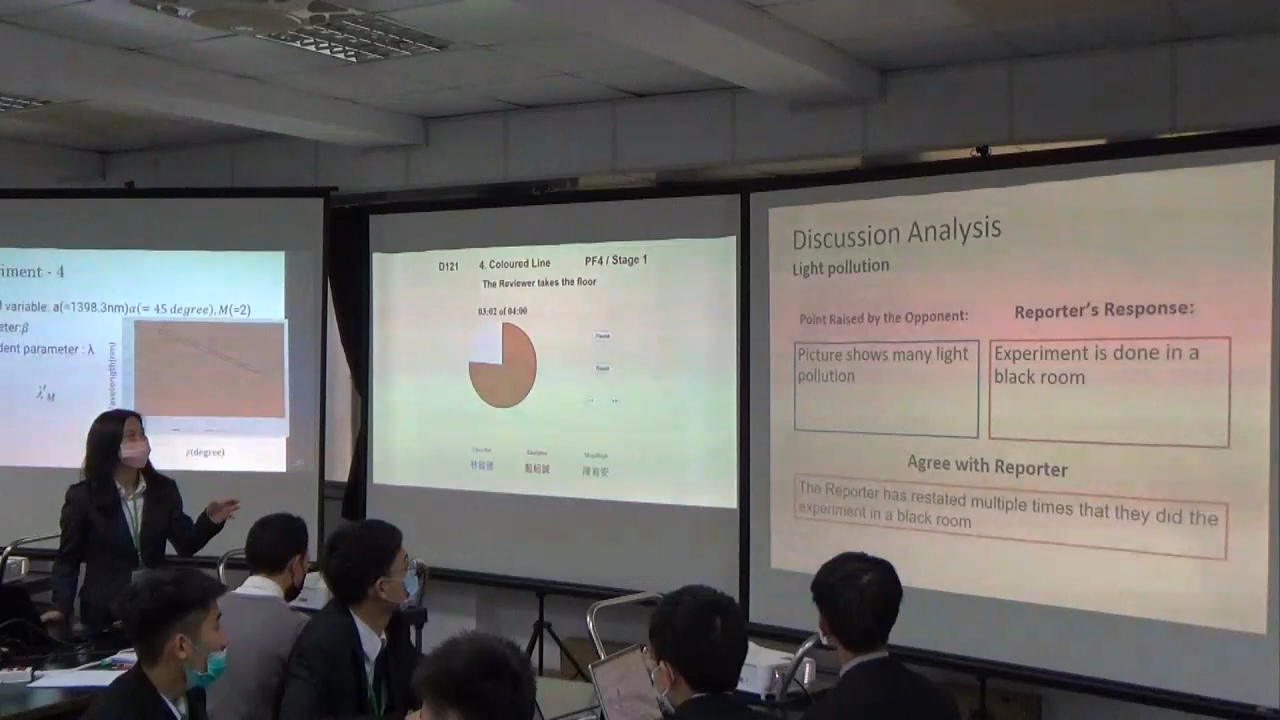 iment - 4
l variable: a(=1398.3nm)α(= 45 degree), M(=2)
eter:β
dent parameter : λ
λ'M
avelength(nm)
(degree)
D121 4. Coloured Line PF4 / Stage 1
The Reviewer takes the floor
03:02 of 04:00
Discussion Analysis
Light pollution
Point Raised by the Opponent:
Reporter's Response:
Picture shows many light
pollution
Experiment is done in a
black room
Agree with Reporter
The Reporter has restated multiple times that they did the
experiment in a black room